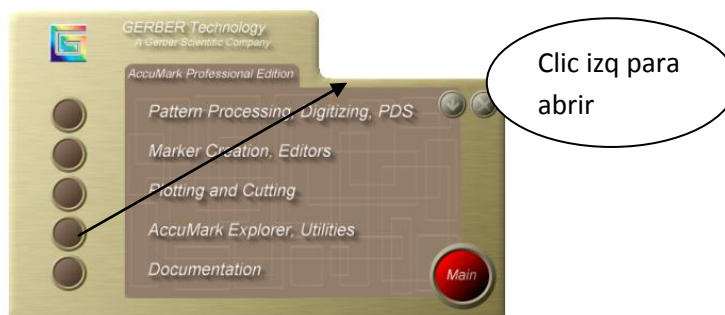 GERBER Technology
A Gerber Scientific Company
AccuMark Professional Edition
Pattern Processing, Digitizing, PDS
Marker Creation, Editors
Plotting and Cutting
AccuMark Explorer, Utilities
Documentation
Main
Clic izq para
abrir